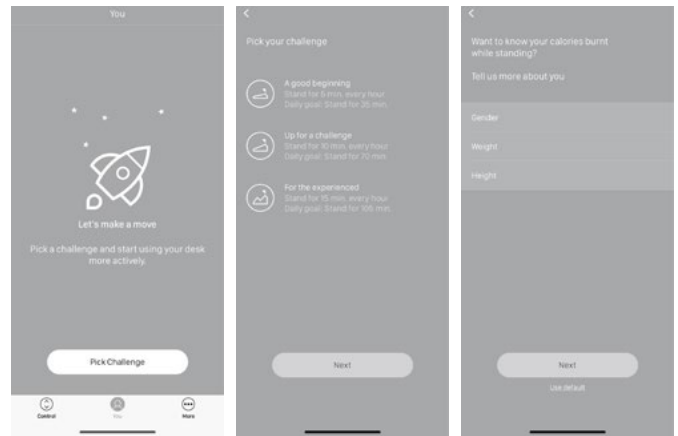 You
Let's make a move
Pick a challenge and start using your desk
more actively.
Pick Challenge
Control
You
More
Pick your challenge
A good beginning
Stand for 5 min. every hour
Daily goal: Stand for 35 min.
Up for a challenge
Stand for 10 min. every hour
Daily goal: Stand for 70 min
For the experienced
Stand for 15 min. every hour
Daily goal: Stand for 105 min.
Next
Want to know your calories burnt
while standing?
Tell us more about you
Gender
Weight
Height
Next
Use default